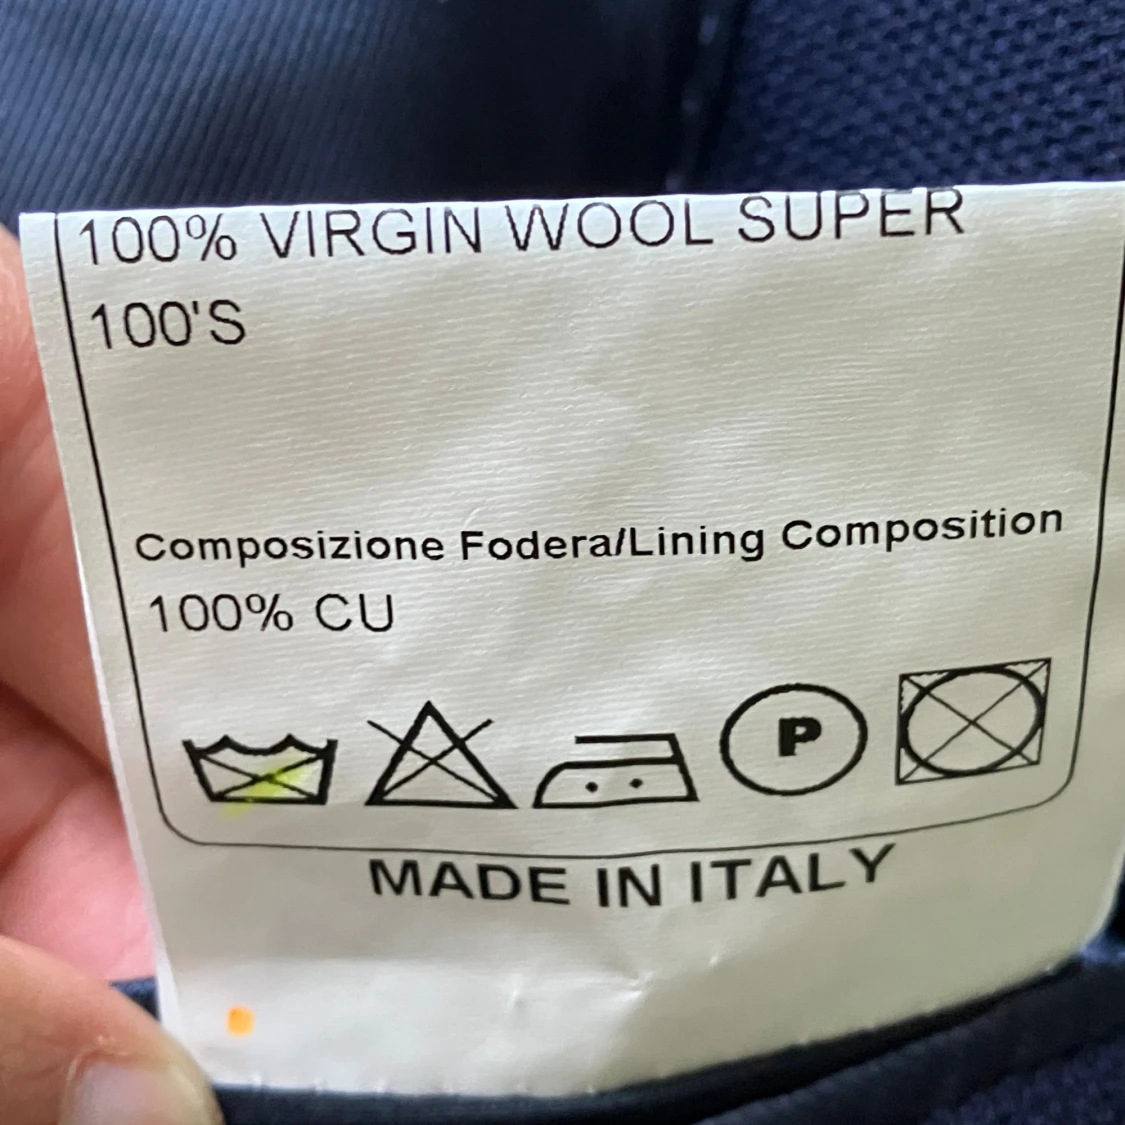 100% VIRGIN WOOL SUPER
100'S
Composizione Fodera/Lining Composition
100% CU
P
MADE IN ITALY